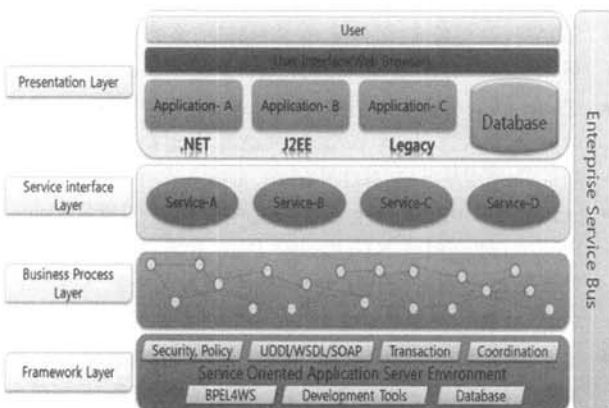 User
User Interface(Web Browser)
Presentation Layer
Application- A
Application- B
Application- C
Database
.NET
J2EE
Legacy
Service interface
Layer
Service-A
Service-B
Service-C
Service-D
Business Process
Layer
Framework Layer
Security, Policy
UDDI/WSDL/SOAP
Transaction
Coordination
Service Oriented Application Server Environment
BPEL4WS
Development Tools
Database
Enterprise Service Bus